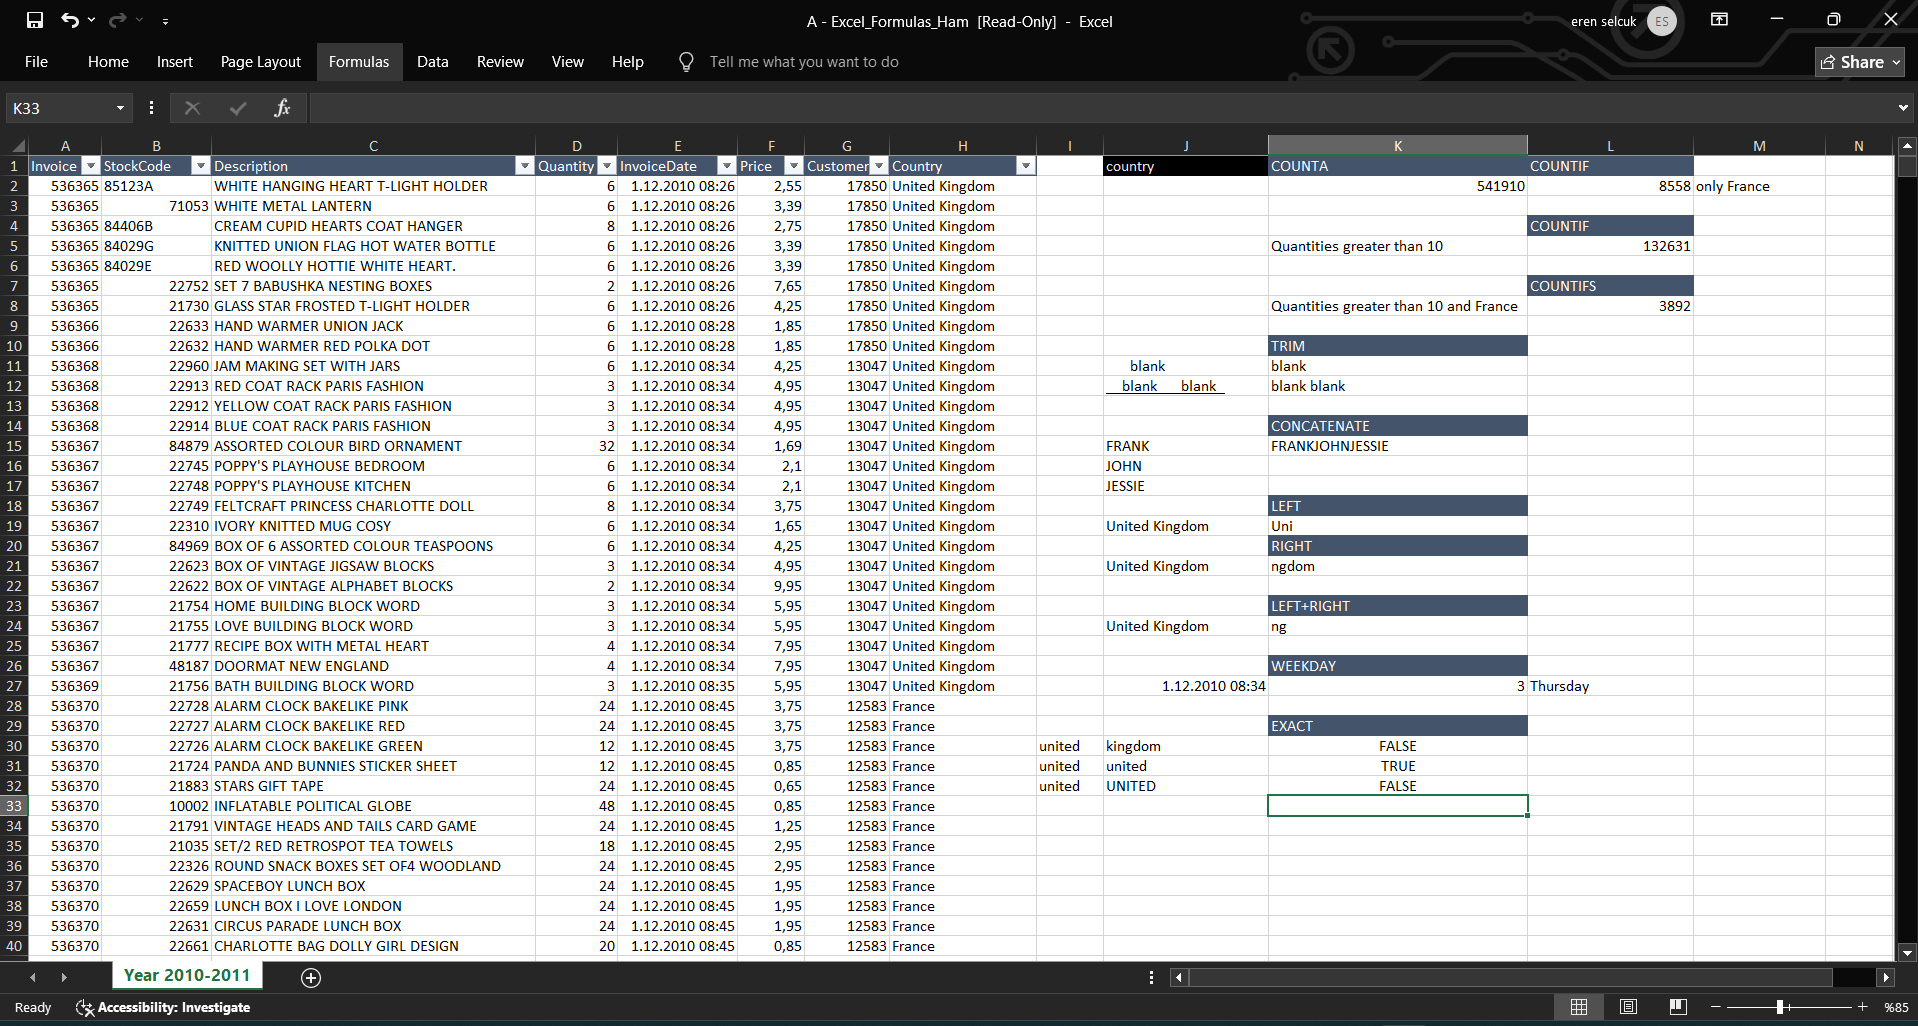 A - Excel_Formulas_Ham [Read-Only] - Excel
eren selcuk ES
File Home Insert Page Layout Formulas Data Review View Help Tell me what you want to do Share
K33 fx
A B C D E F G H I J K L M N
1 Invoice StockCode Description Quantity InvoiceDate Price Customer Country country COUNTA COUNTIF
2 536365 85123A WHITE HANGING HEART T-LIGHT HOLDER 6 1.12.2010 08:26 2,55 17850 United Kingdom 541910 8558 only France
3 536365 71053 WHITE METAL LANTERN 6 1.12.2010 08:26 3,39 17850 United Kingdom
4 536365 84406B CREAM CUPID HEARTS COAT HANGER 8 1.12.2010 08:26 2,75 17850 United Kingdom COUNTIF
5 536365 84029G KNITTED UNION FLAG HOT WATER BOTTLE 6 1.12.2010 08:26 3,39 17850 United Kingdom Quantities greater than 10 132631
6 536365 84029E RED WOOLLY HOTTIE WHITE HEART. 6 1.12.2010 08:26 3,39 17850 United Kingdom
7 536365 22752 SET 7 BABUSHKA NESTING BOXES 2 1.12.2010 08:26 7,65 17850 United Kingdom COUNTIFS
8 536365 21730 GLASS STAR FROSTED T-LIGHT HOLDER 6 1.12.2010 08:26 4,25 17850 United Kingdom Quantities greater than 10 and France 3892
9 536366 22633 HAND WARMER UNION JACK 6 1.12.2010 08:28 1,85 17850 United Kingdom
10 536366 22632 HAND WARMER RED POLKA DOT 6 1.12.2010 08:28 1,85 17850 United Kingdom TRIM
11 536368 22960 JAM MAKING SET WITH JARS 6 1.12.2010 08:34 4,25 13047 United Kingdom blank blank
12 536368 22913 RED COAT RACK PARIS FASHION 3 1.12.2010 08:34 4,95 13047 United Kingdom blank blank blank blank
13 536368 22912 YELLOW COAT RACK PARIS FASHION 3 1.12.2010 08:34 4,95 13047 United Kingdom
14 536368 22914 BLUE COAT RACK PARIS FASHION 3 1.12.2010 08:34 4,95 13047 United Kingdom CONCATENATE
15 536367 84879 ASSORTED COLOUR BIRD ORNAMENT 32 1.12.2010 08:34 1,69 13047 United Kingdom FRANK FRANKJOHNJESSIE
16 536367 22745 POPPY'S PLAYHOUSE BEDROOM 6 1.12.2010 08:34 2,1 13047 United Kingdom JOHN
17 536367 22748 POPPY'S PLAYHOUSE KITCHEN 6 1.12.2010 08:34 2,1 13047 United Kingdom JESSIE
18 536367 22749 FELTCRAFT PRINCESS CHARLOTTE DOLL 8 1.12.2010 08:34 3,75 13047 United Kingdom LEFT
19 536367 22310 IVORY KNITTED MUG COSY 6 1.12.2010 08:34 1,65 13047 United Kingdom United Kingdom Uni
20 536367 84969 BOX OF 6 ASSORTED COLOUR TEASPOONS 6 1.12.2010 08:34 4,25 13047 United Kingdom RIGHT
21 536367 22623 BOX OF VINTAGE JIGSAW BLOCKS 3 1.12.2010 08:34 4,95 13047 United Kingdom United Kingdom ngdom
22 536367 22622 BOX OF VINTAGE ALPHABET BLOCKS 2 1.12.2010 08:34 9,95 13047 United Kingdom
23 536367 21754 HOME BUILDING BLOCK WORD 3 1.12.2010 08:34 5,95 13047 United Kingdom LEFT+RIGHT
24 536367 21755 LOVE BUILDING BLOCK WORD 3 1.12.2010 08:34 5,95 13047 United Kingdom United Kingdom ng
25 536367 21777 RECIPE BOX WITH METAL HEART 4 1.12.2010 08:34 7,95 13047 United Kingdom
26 536367 48187 DOORMAT NEW ENGLAND 4 1.12.2010 08:34 7,95 13047 United Kingdom WEEKDAY
27 536369 21756 BATH BUILDING BLOCK WORD 3 1.12.2010 08:35 5,95 13047 United Kingdom 1.12.2010 08:34 3 Thursday
28 536370 22728 ALARM CLOCK BAKELIKE PINK 24 1.12.2010 08:45 3,75 12583 France
29 536370 22727 ALARM CLOCK BAKELIKE RED 24 1.12.2010 08:45 3,75 12583 France EXACT
30 536370 22726 ALARM CLOCK BAKELIKE GREEN 12 1.12.2010 08:45 3,75 12583 France united kingdom FALSE
31 536370 21724 PANDA AND BUNNIES STICKER SHEET 12 1.12.2010 08:45 0,85 12583 France united united TRUE
32 536370 21883 STARS GIFT TAPE 24 1.12.2010 08:45 0,65 12583 France united UNITED FALSE
33 536370 10002 INFLATABLE POLITICAL GLOBE 48 1.12.2010 08:45 0,85 12583 France
34 536370 21791 VINTAGE HEADS AND TAILS CARD GAME 24 1.12.2010 08:45 1,25 12583 France
35 536370 21035 SET/2 RED RETROSPOT TEA TOWELS 18 1.12.2010 08:45 2,95 12583 France
36 536370 22326 ROUND SNACK BOXES SET OF4 WOODLAND 24 1.12.2010 08:45 2,95 12583 France
37 536370 22629 SPACEBOY LUNCH BOX 24 1.12.2010 08:45 1,95 12583 France
38 536370 22659 LUNCH BOX I LOVE LONDON 24 1.12.2010 08:45 1,95 12583 France
39 536370 22631 CIRCUS PARADE LUNCH BOX 24 1.12.2010 08:45 1,95 12583 France
40 536370 22661 CHARLOTTE BAG DOLLY GIRL DESIGN 20 1.12.2010 08:45 0,85 12583 France
Year 2010-2011
Ready Accessibility: Investigate %85